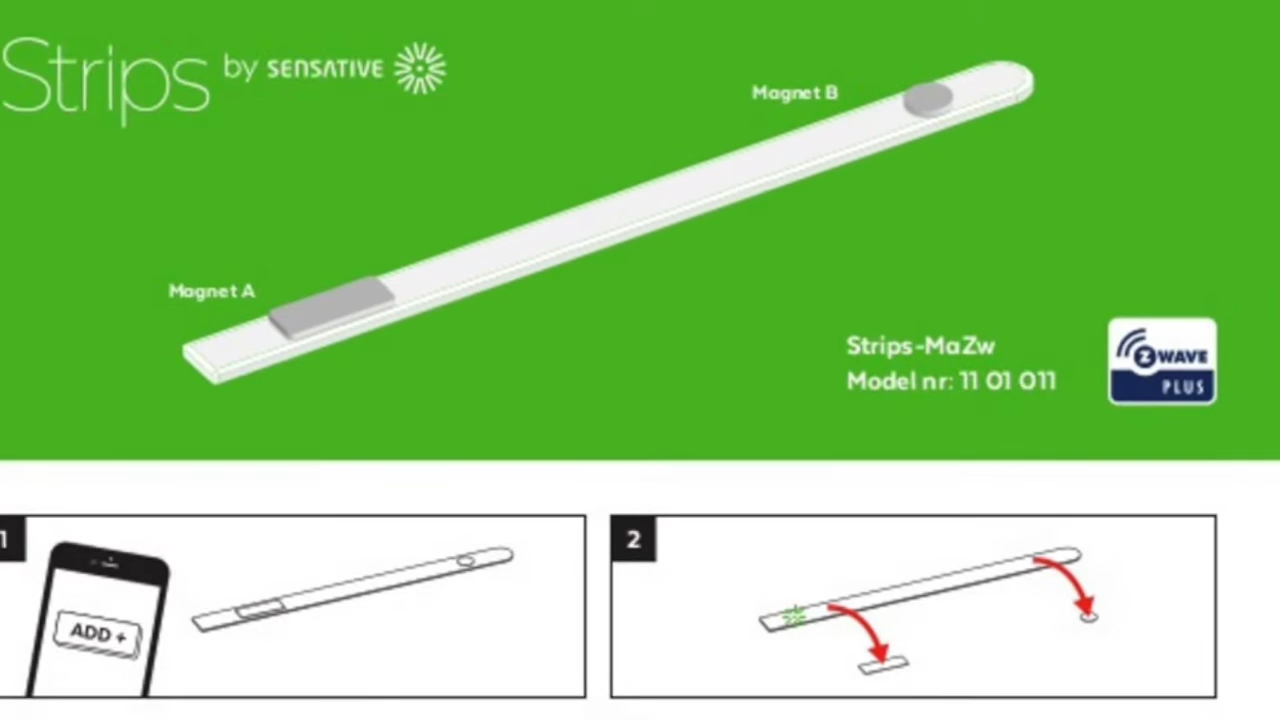 Strips by SENSATIVE
Magnet B
Magnet A
Strips-MaZw
Model nr: 11 01 011
Z WAVE
PLUS
1
2
ADD +